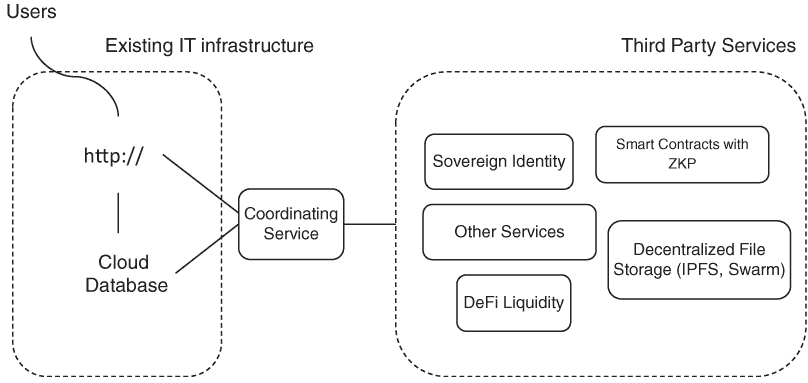 Users
Existing IT infrastructure
Third Party Services
http://
Cloud
Database
Coordinating
Service
Sovereign Identity
Smart Contracts with
ZKP
Other Services
Decentralized File
Storage (IPFS, Swarm)
DeFi Liquidity